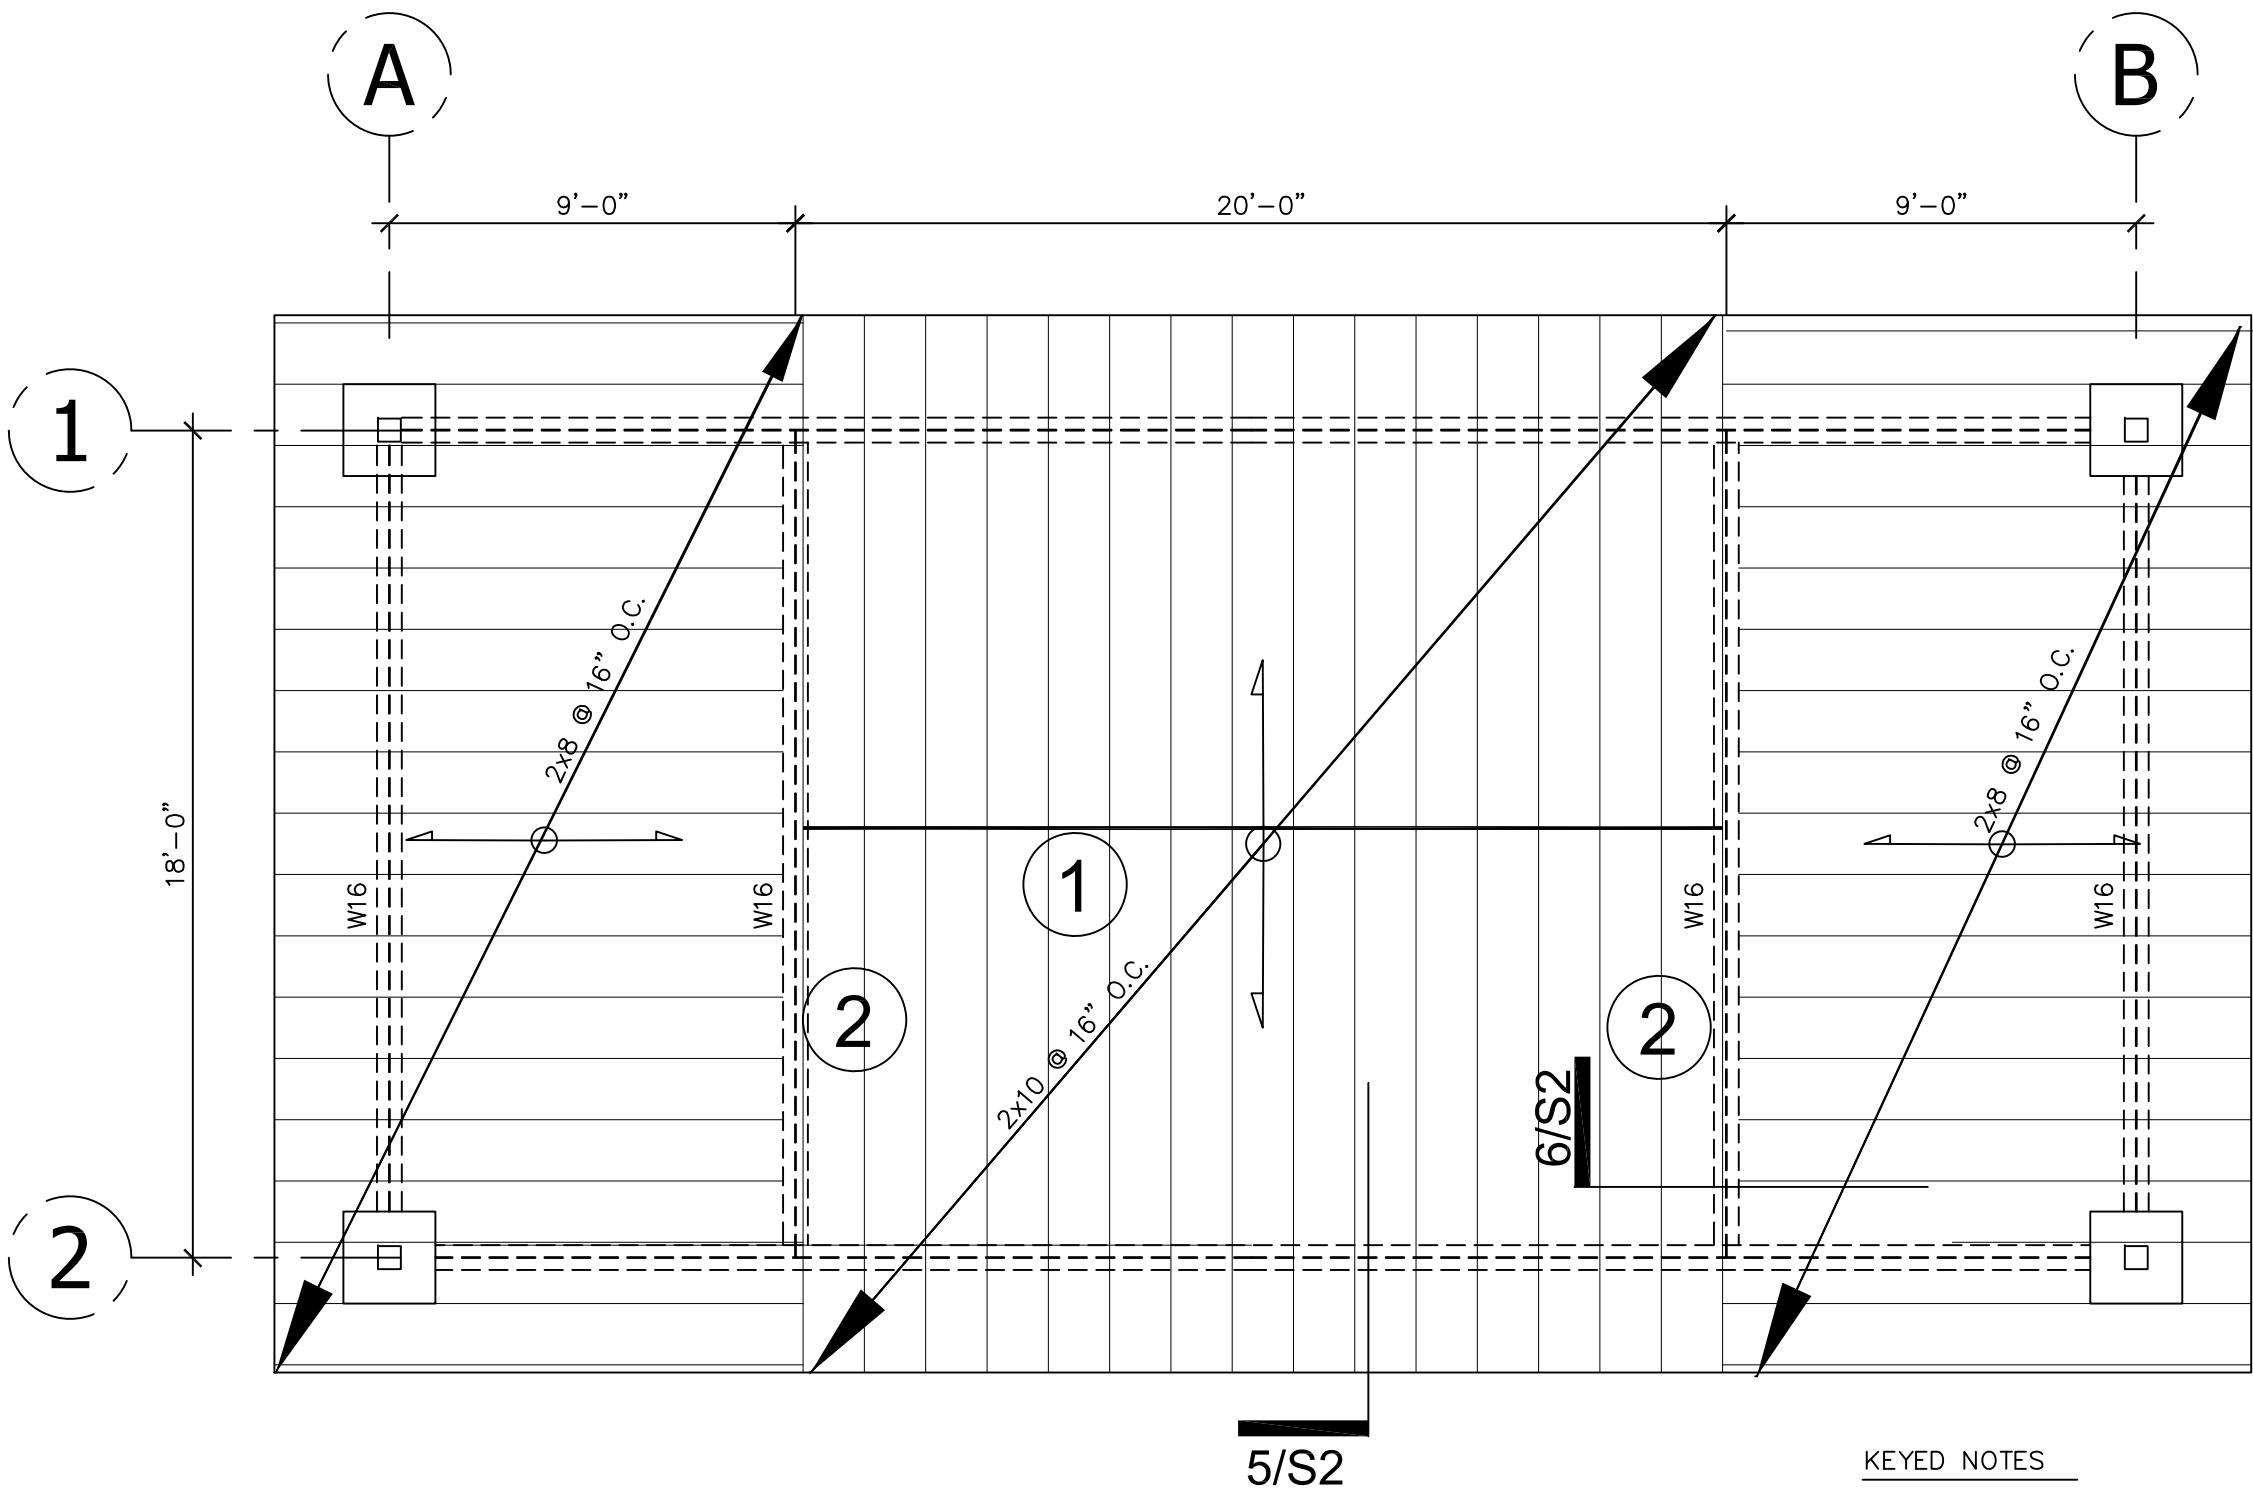 A
B
9'-0"
20'-0"
9'-0"
1
2x8 @ 16" O.C.
2x8 @ 16" O.C.
18'-0"
W16
W16
1
W16
W16
2
2
2x10 @ 16" O.C.
6/S2
2
5/S2
KEYED NOTES